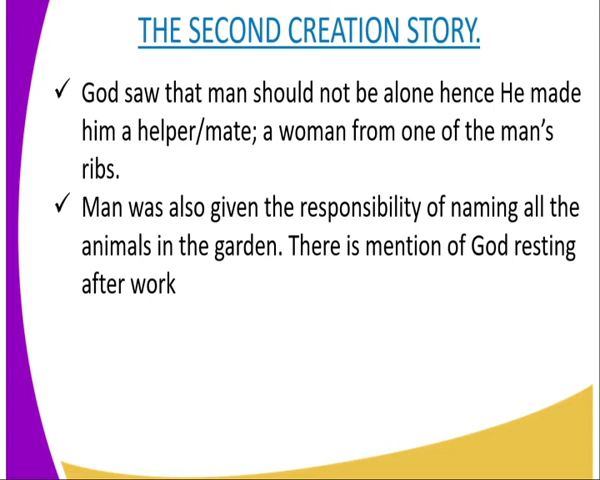 THE SECOND CREATION STORY.
✓ God saw that man should not be alone hence He made
him a helper/mate; a woman from one of the man’s
ribs.
✓ Man was also given the responsibility of naming all the
animals in the garden. There is mention of God resting
after work